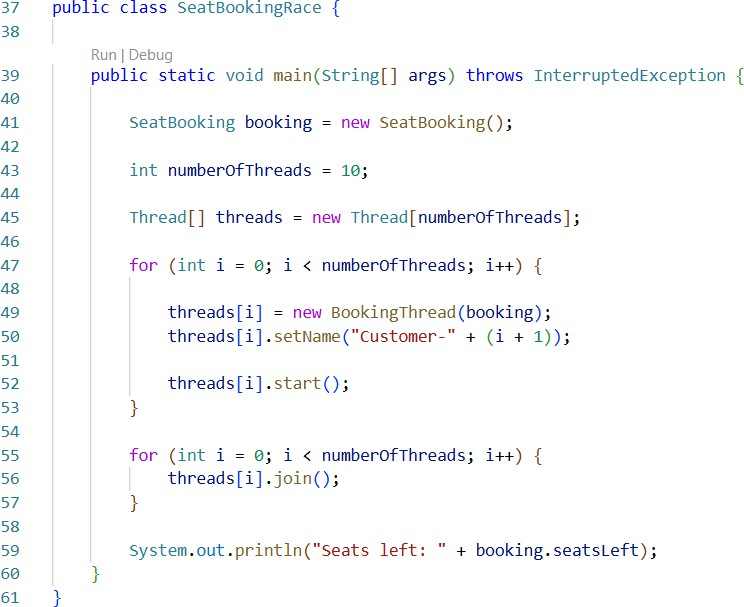 37 public class SeatBookingRace {
38
Run | Debug
39 public static void main(String[] args) throws InterruptedException {
40
41 SeatBooking booking = new SeatBooking();
42
43 int numberOfThreads = 10;
44
45 Thread[] threads = new Thread[numberOfThreads];
46
47 for (int i = 0; i < numberOfThreads; i++) {
48
49 threads[i] = new BookingThread(booking);
50 threads[i].setName("Customer-" + (i + 1));
51
52 threads[i].start();
53 }
54
55 for (int i = 0; i < numberOfThreads; i++) {
56 threads[i].join();
57 }
58
59 System.out.println("Seats left: " + booking.seatsLeft);
60 }
61 }